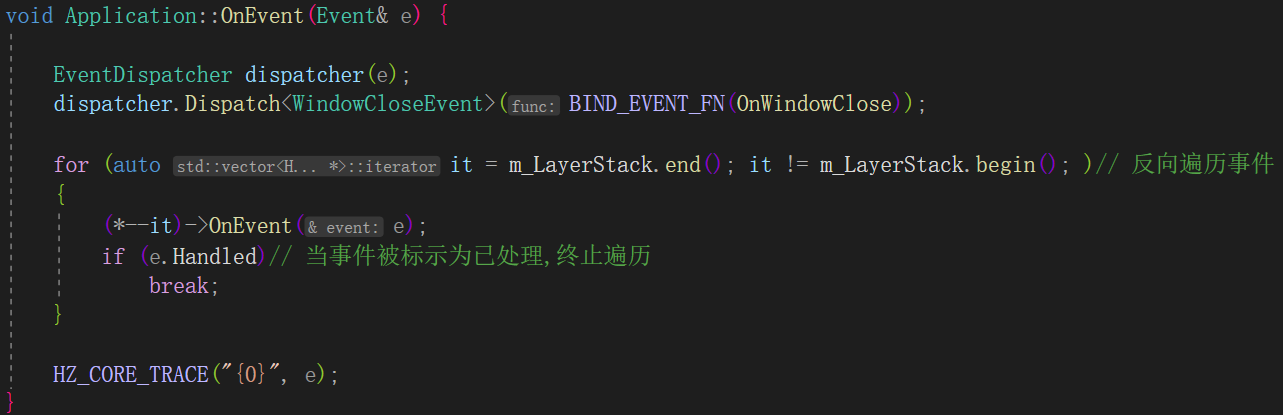 void Application::OnEvent(Event& e) {
EventDispatcher dispatcher(e);
dispatcher.Dispatch<WindowCloseEvent>(func: BIND_EVENT_FN(OnWindowClose));
for (auto std::vector<H... *>::iterator it = m_LayerStack.end(); it != m_LayerStack.begin(); )// 反向遍历事件
{
(*--it)->OnEvent(& event: e);
if (e.Handled)// 当事件被标示为已处理,终止遍历
break;
}
HZ_CORE_TRACE("{0}", e);
}